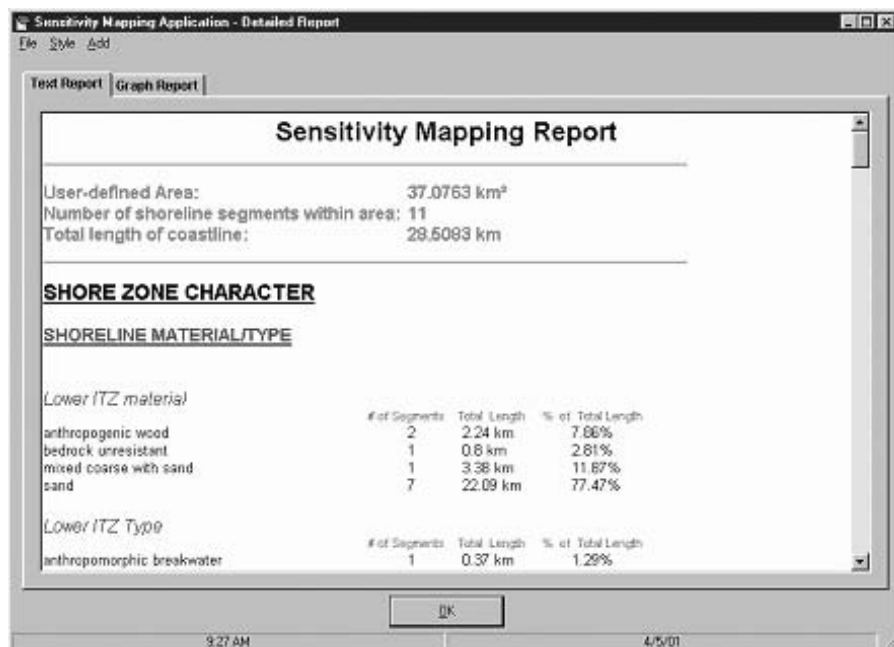 Sensitivity Mapping Application - Detailed Report
File Style Add
Text Report Graph Report
Sensitivity Mapping Report
User-defined Area: 37.0763 km²
Number of shoreline segments within area: 11
Total length of coastline: 28.5083 km
SHORE ZONE CHARACTER
SHORELINE MATERIAL/TYPE
Lower ITZ material
# of Segments Total Length % of Total Length
anthropogenic wood 2 2.24 km 7.86%
bedrock unresistant 1 0.8 km 2.81%
mixed coarse with sand 1 3.38 km 11.87%
sand 7 22.09 km 77.47%
Lower ITZ Type
# of Segments Total Length % of Total Length
anthropomorphic breakwater 1 0.37 km 1.29%
OK
9:27 AM 4/5/01